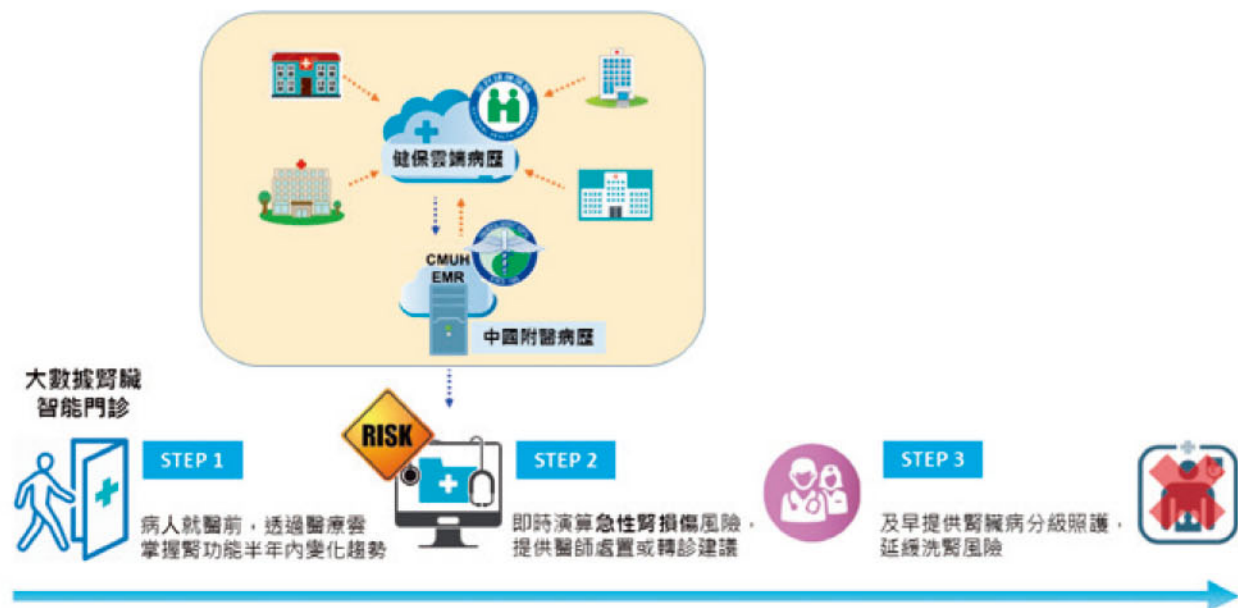 健保雲端病歷
CMUH
EMR
中國附醫病歷
大數據腎臟
智能門診
STEP 1
病人就醫前，透過醫療雲
掌握腎功能半年內變化趨勢
RISK
STEP 2
即時演算急性腎損傷風險，
提供醫師處置或轉診建議
STEP 3
及早提供腎臟病分級照護，
延緩洗腎風險